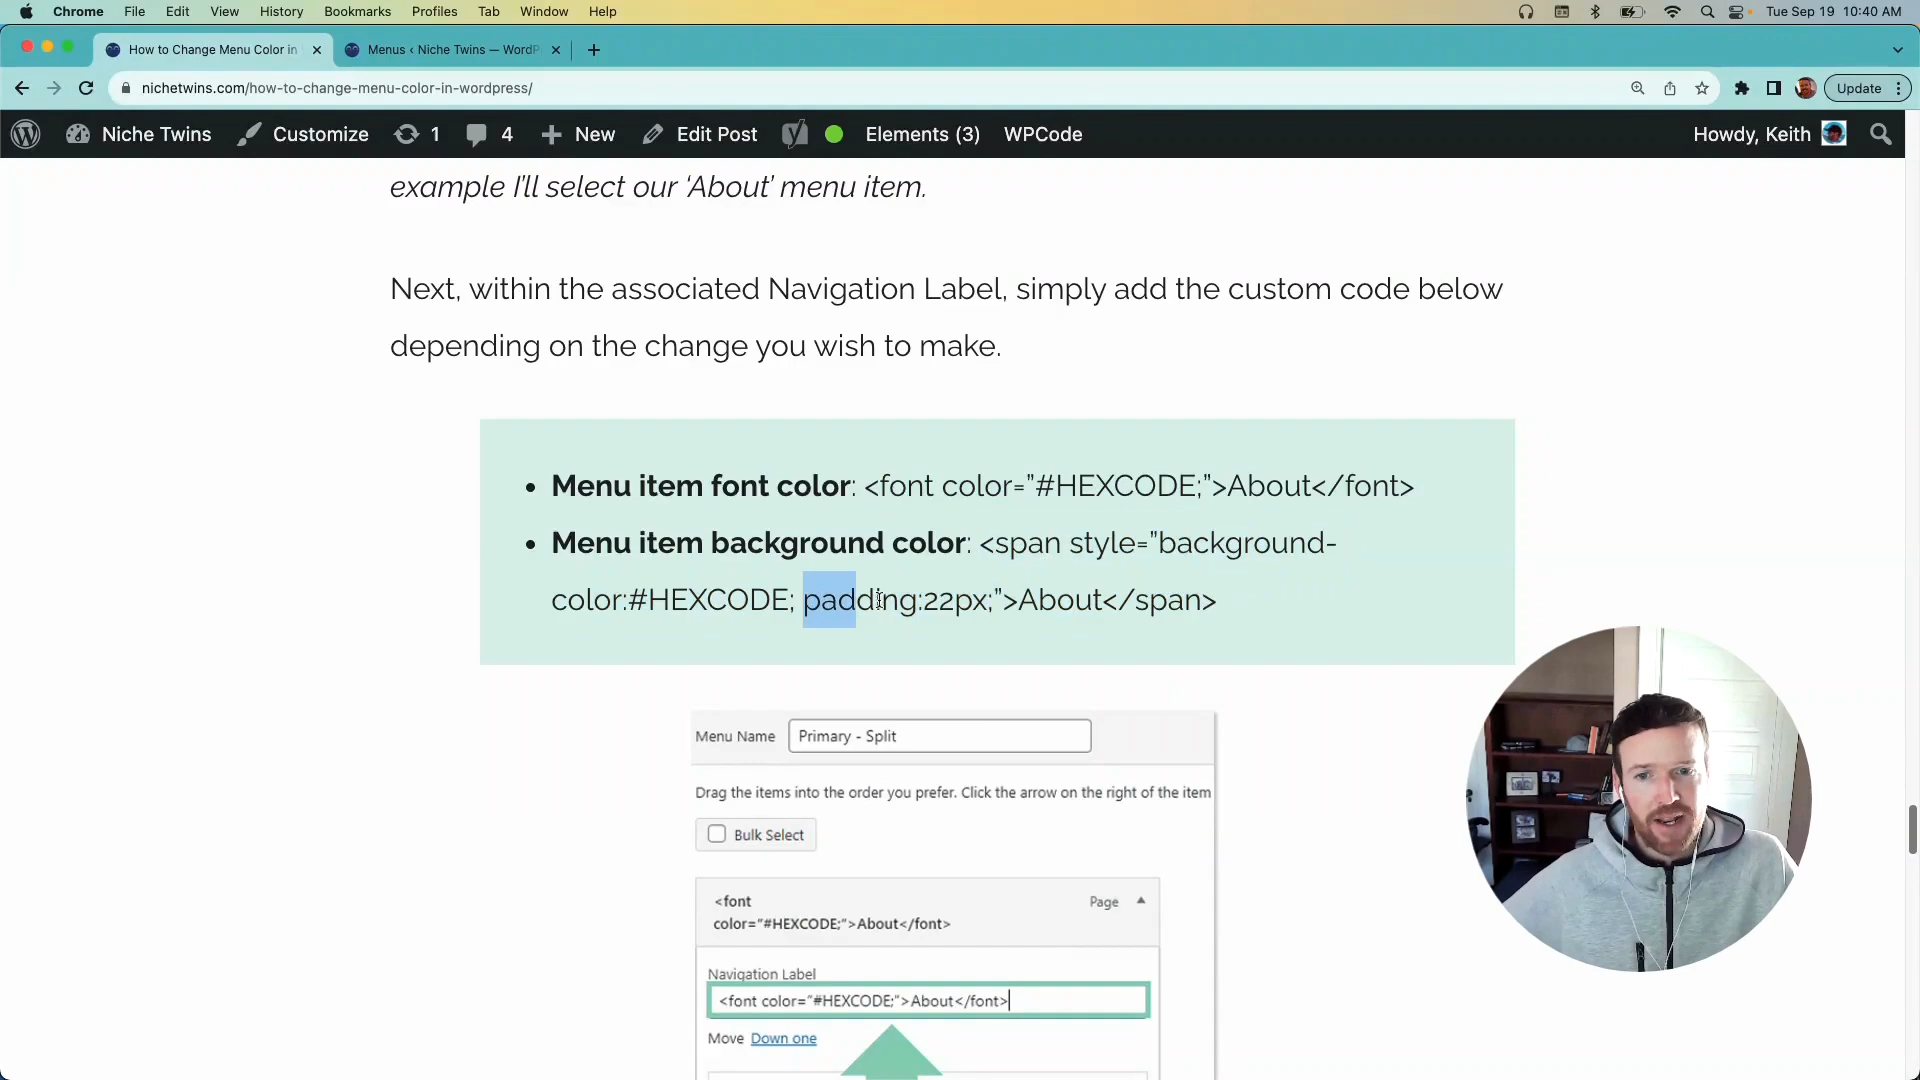 Chrome File Edit View History Bookmarks Profiles Tab Window Help
Tue Sep 19 10:40 AM
How to Change Menu Color in
Menus ‹ Niche Twins — WordP
nichetwins.com/how-to-change-menu-color-in-wordpress/
Update
Niche Twins Customize 1 4 New Edit Post Elements (3) WPCode Howdy, Keith
example I'll select our ‘About’ menu item.
Next, within the associated Navigation Label, simply add the custom code below
depending on the change you wish to make.
• Menu item font color: <font color=”#HEXCODE;”>About</font>
• Menu item background color: <span style=”background-
color:#HEXCODE; padding:22px;”>About</span>
Menu Name Primary - Split
Drag the items into the order you prefer. Click the arrow on the right of the item
Bulk Select
<font Page
color="#HEXCODE;">About</font>
Navigation Label
<font color="#HEXCODE;">About</font>
Move Down one